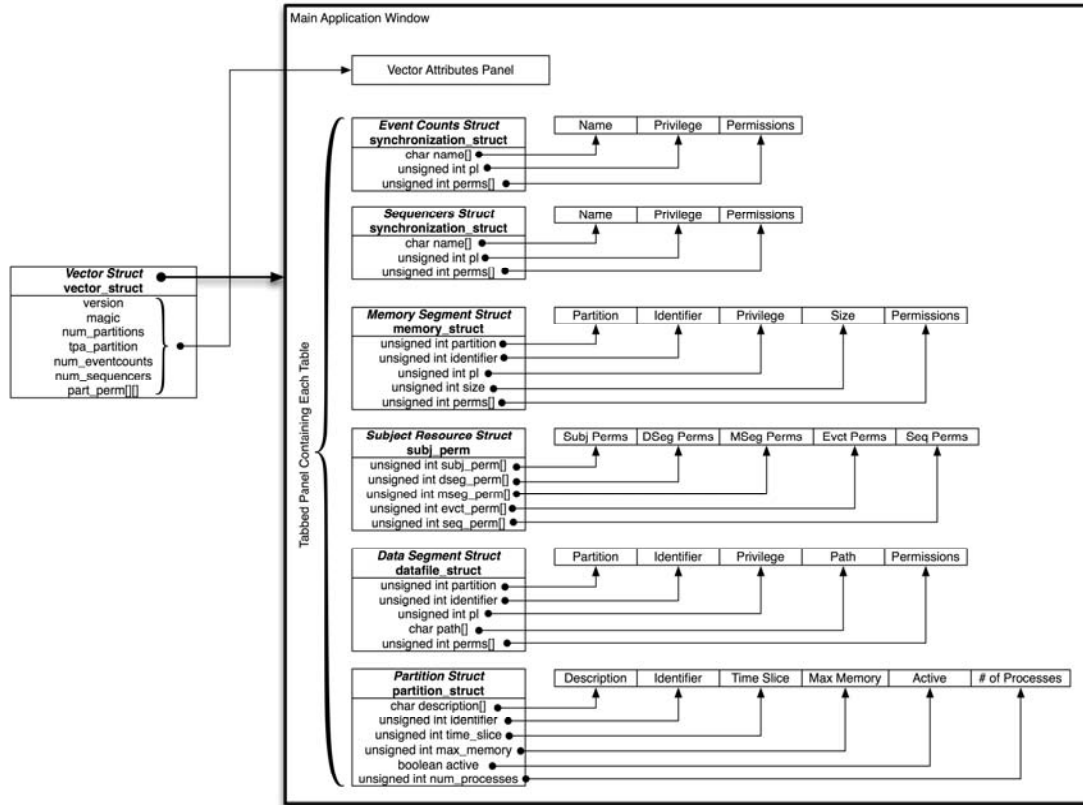 Main Application Window
Vector Attributes Panel
Tabbed Panel Containing Each Table
Vector Struct
vector_struct
version
magic
num_partitions
tpa_partition
num_eventcounts
num_sequencers
part_perm[][]
Event Counts Struct
synchronization_struct
char name[]
unsigned int pl
unsigned int perms[]
Name Privilege Permissions
Sequencers Struct
synchronization_struct
char name[]
unsigned int pl
unsigned int perms[]
Name Privilege Permissions
Memory Segment Struct
memory_struct
unsigned int partition
unsigned int identifier
unsigned int pl
unsigned int size
unsigned int perms[]
Partition Identifier Privilege Size Permissions
Subject Resource Struct
subj_perm
unsigned int subj_perm[]
unsigned int dseg_perm[]
unsigned int mseg_perm[]
unsigned int evct_perm[]
unsigned int seq_perm[]
Subj Perms DSeg Perms MSeg Perms Evct Perms Seq Perms
Data Segment Struct
datafile_struct
unsigned int partition
unsigned int identifier
unsigned int pl
char path[]
unsigned int perms[]
Partition Identifier Privilege Path Permissions
Partition Struct
partition_struct
char description[]
unsigned int identifier
unsigned int time_slice
unsigned int max_memory
boolean active
unsigned int num_processes
Description Identifier Time Slice Max Memory Active # of Processes